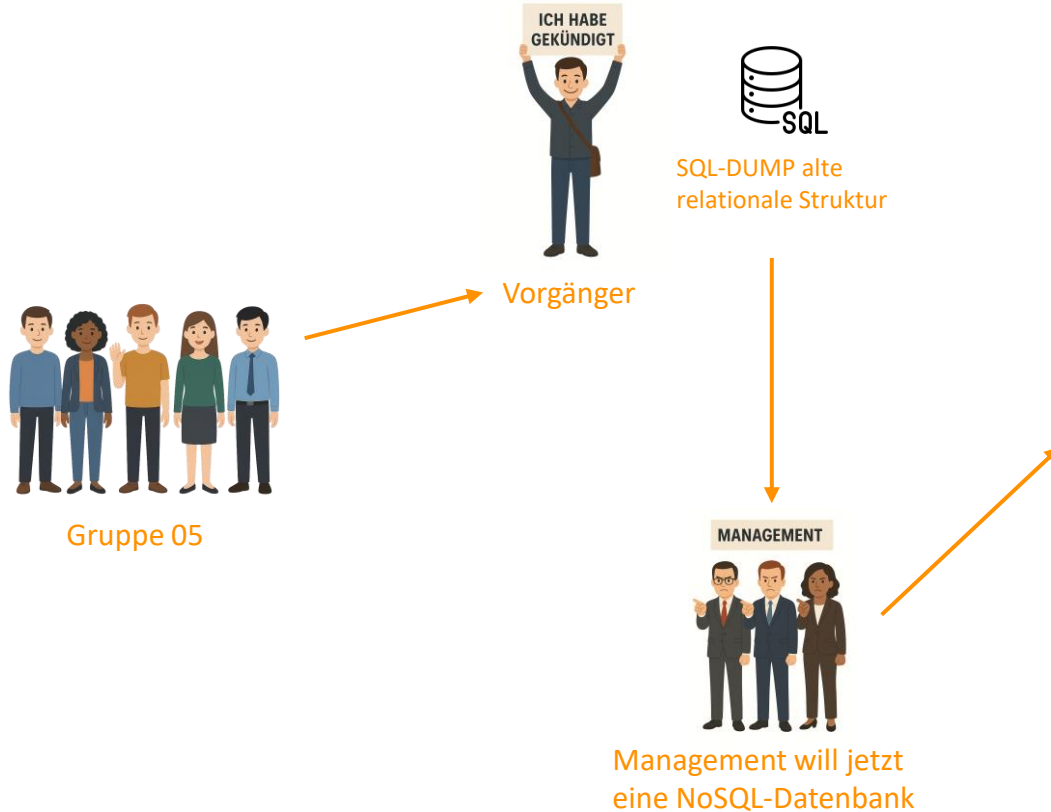 ICH HABE
GEKÜNDIGT
SQL
SQL-DUMP alte
relationale Struktur
Vorgänger
Gruppe 05
MANAGEMENT
Management will jetzt
eine NoSQL-Datenbank